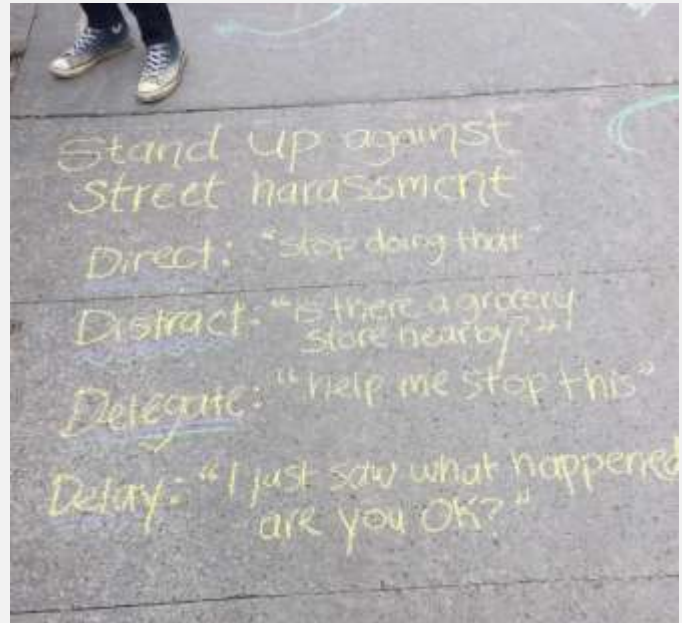 Stand up against
street harassment
Direct: "stop doing that"
Distract: "is there a grocery
store nearby?"
Delegate: "help me stop this"
Delay: "I just saw what happened
are you OK?"